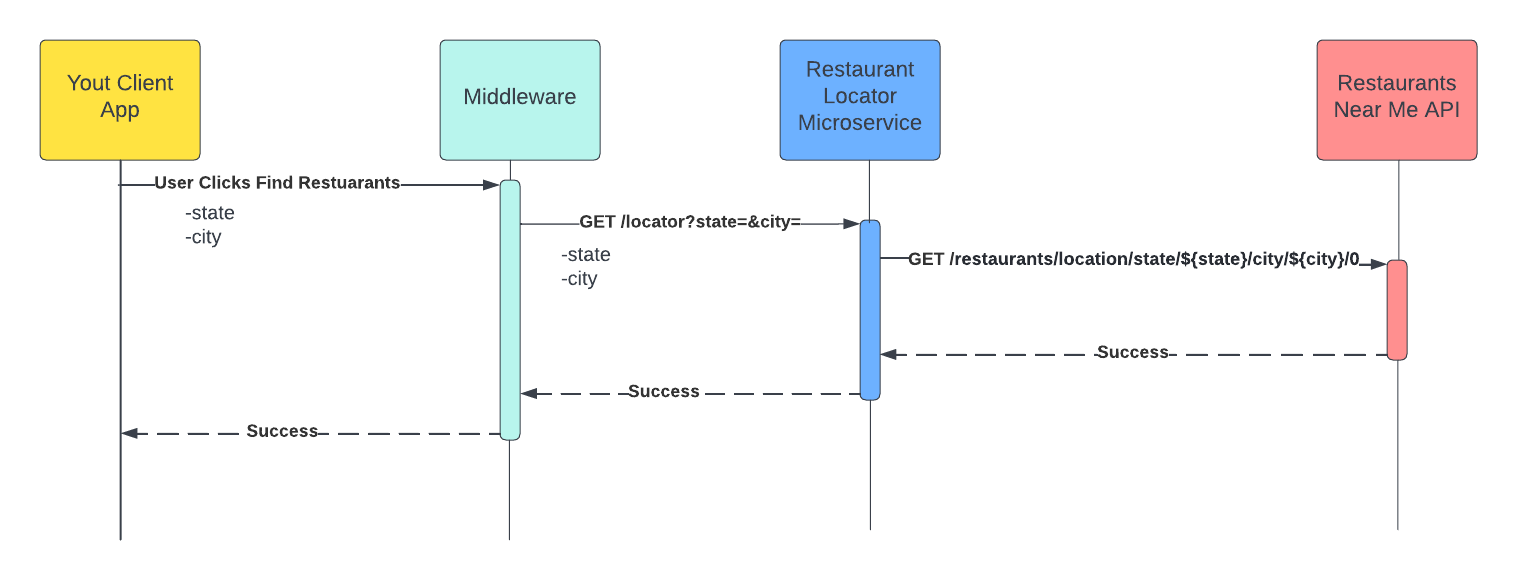 Yout Client
App
Middleware
Restaurant
Locator
Microservice
Restaurants
Near Me API
User Clicks Find Restuarants
-state
-city
GET /locator?state=&city=
-state
-city
GET /restaurants/location/state/${state}/city/${city}/0
Success
Success
Success